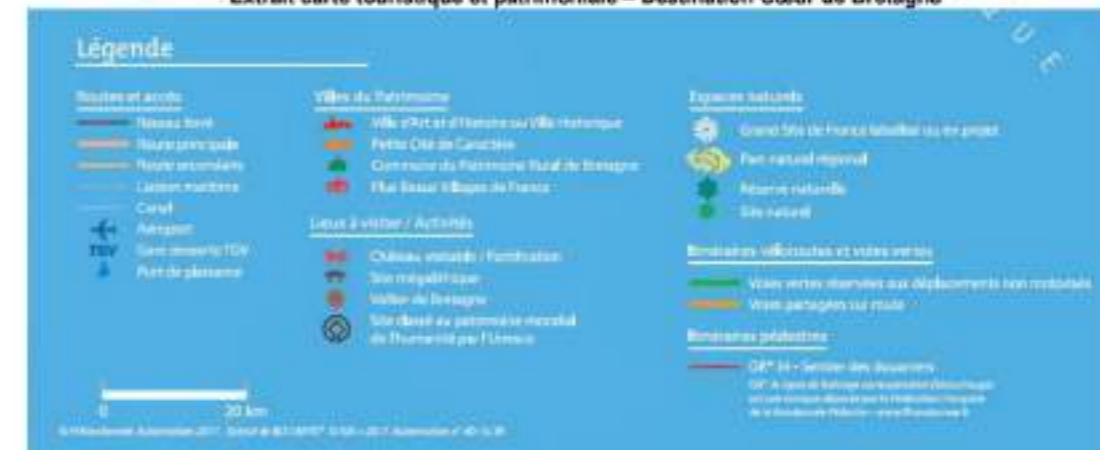 Extrait carte touristique et patrimoniale – Destination Cœur de Bretagne
Légende
Routes et accès
Réseau ferré
Route principale
Route secondaire
Liaison maritime
Canal
Aéroport
TGV Gare desserte TGV
Port de plaisance
0 20 km
Villes du Patrimoine
Ville d'Art et d'Histoire ou Ville Historique
Petite Cité de Caractère
Commune du Patrimoine Rural de Bretagne
Plus Beaux Villages de France
Lieux à visiter / Activités
Château visitable / Fortification
Site mégalithique
Vallée de Bretagne
Site classé au patrimoine mondial
de l'humanité par l'Unesco
U E
Espaces naturels
Grand Site de France labellisé ou en projet
Parc naturel régional
Réserve naturelle
Site naturel
Itinéraires vélo/routes et voies vertes
Voies vertes réservées aux déplacements non motorisés
Voies partagées sur route
Itinéraires pédestres
GR® 34 - Sentier des douaniers